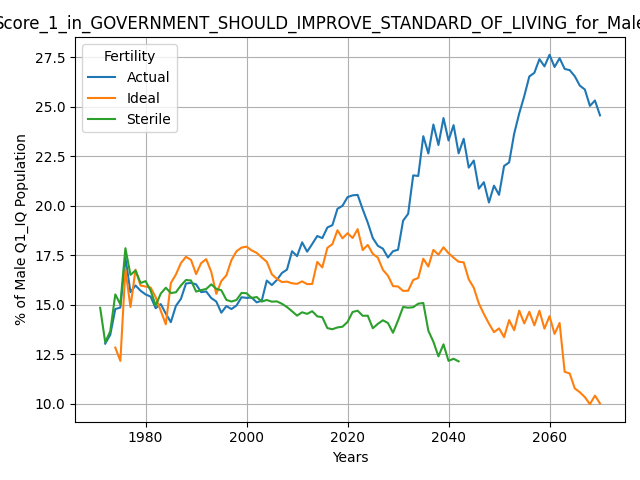 Score_1_in_GOVERNMENT_SHOULD_IMPROVE_STANDARD_OF_LIVING_for_Male
27.5
25.0
22.5
20.0
17.5
15.0
12.5
10.0
% of Male Q1_IQ Population
Fertility
Actual
Ideal
Sterile
1980 2000 2020 2040 2060
Years